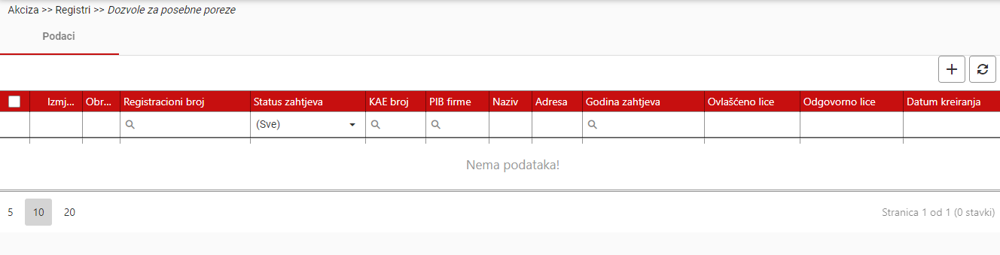 Akciza >> Registri >> Dozvole za posebne poreze
Podaci
Izmj... Obr... Registracioni broj Status zahtjeva KAE broj PIB firme Naziv Adresa Godina zahtjeva Ovlašćeno lice Odgovorno lice Datum kreiranja
(Sve)
Nema podataka!
5 10 20 Stranica 1 od 1 (0 stavki)